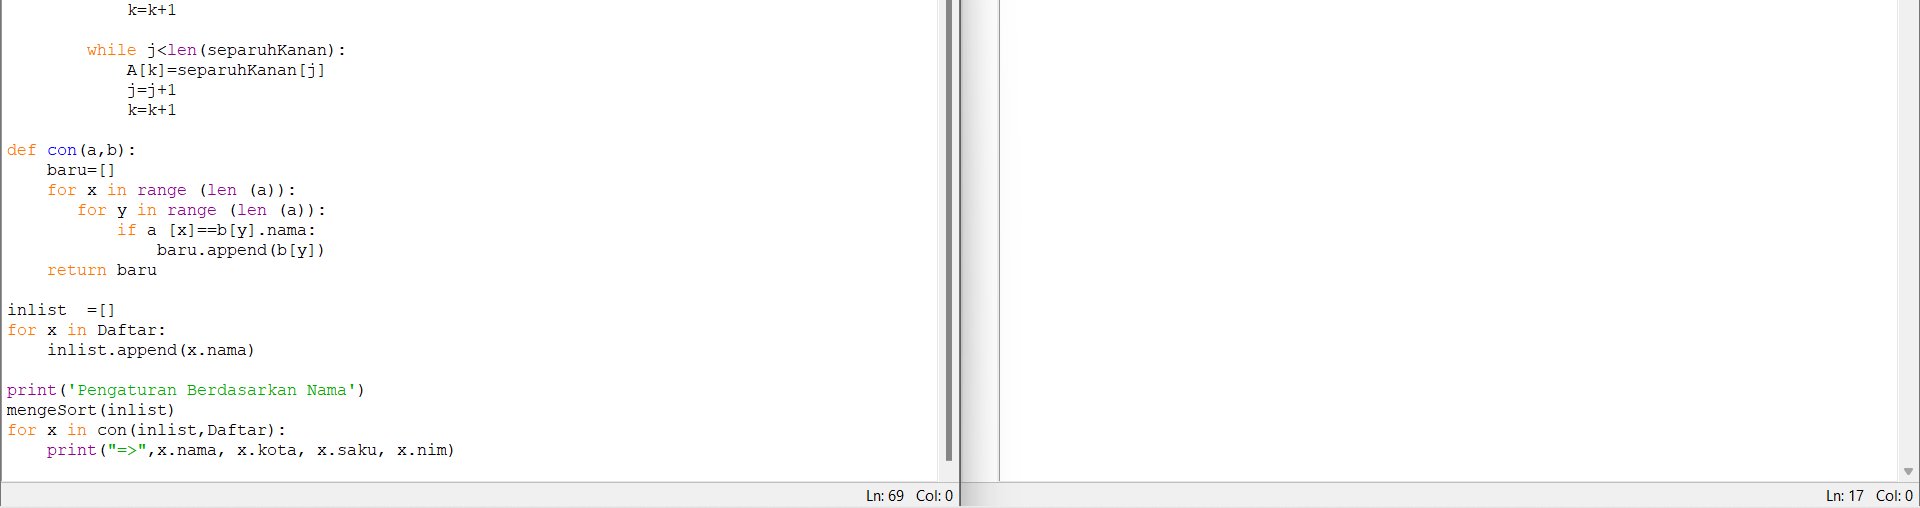 k=k+1

        while j<len(separuhKanan):
            A[k]=separuhKanan[j]
            j=j+1
            k=k+1

def con(a,b):
    baru=[]
    for x in range (len (a)):
       for y in range (len (a)):
           if a [x]==b[y].nama:
               baru.append(b[y])
    return baru

inlist  =[]
for x in Daftar:
    inlist.append(x.nama)

print('Pengaturan Berdasarkan Nama')
mengeSort(inlist)
for x in con(inlist,Daftar):
    print("=>",x.nama, x.kota, x.saku, x.nim)
Ln: 69 Col: 0
Ln: 17 Col: 0